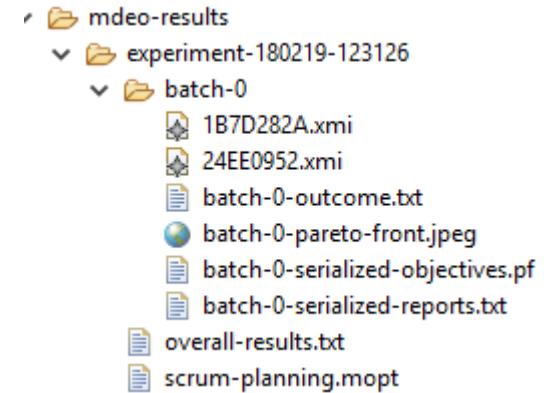 mdeo-results
experiment-180219-123126
batch-0
1B7D282A.xmi
24EE0952.xmi
batch-0-outcome.txt
batch-0-pareto-front.jpeg
batch-0-serialized-objectives.pf
batch-0-serialized-reports.txt
overall-results.txt
scrum-planning.mopt